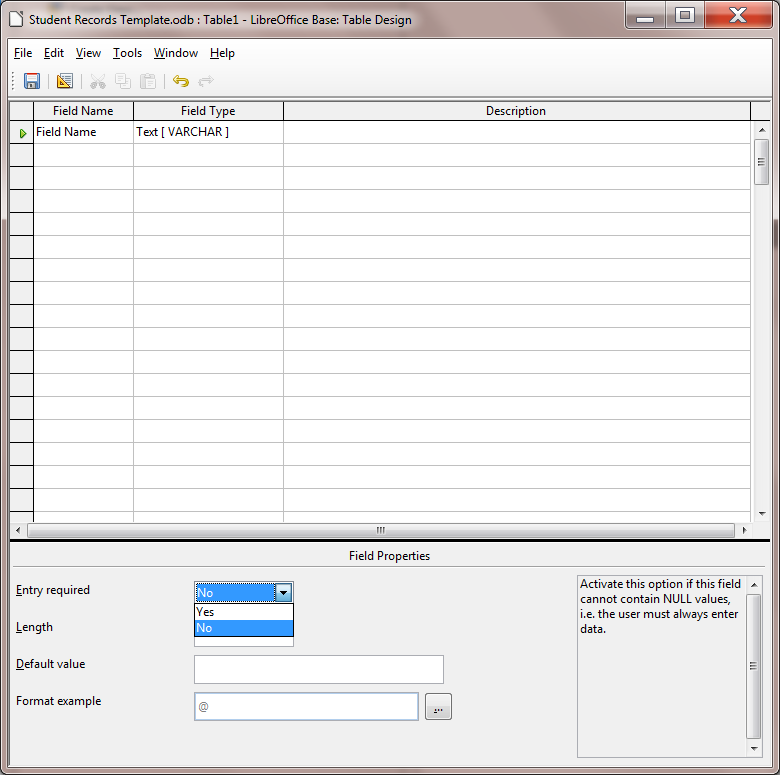 Student Records Template.odb : Table1 - LibreOffice Base: Table Design
File Edit View Tools Window Help
Field Name Field Type Description
Field Name Text [ VARCHAR ]
Field Properties
Entry required No
Yes
No
Length
Default value
Format example @ ...
Activate this option if this field
cannot contain NULL values,
i.e. the user must always enter
data.